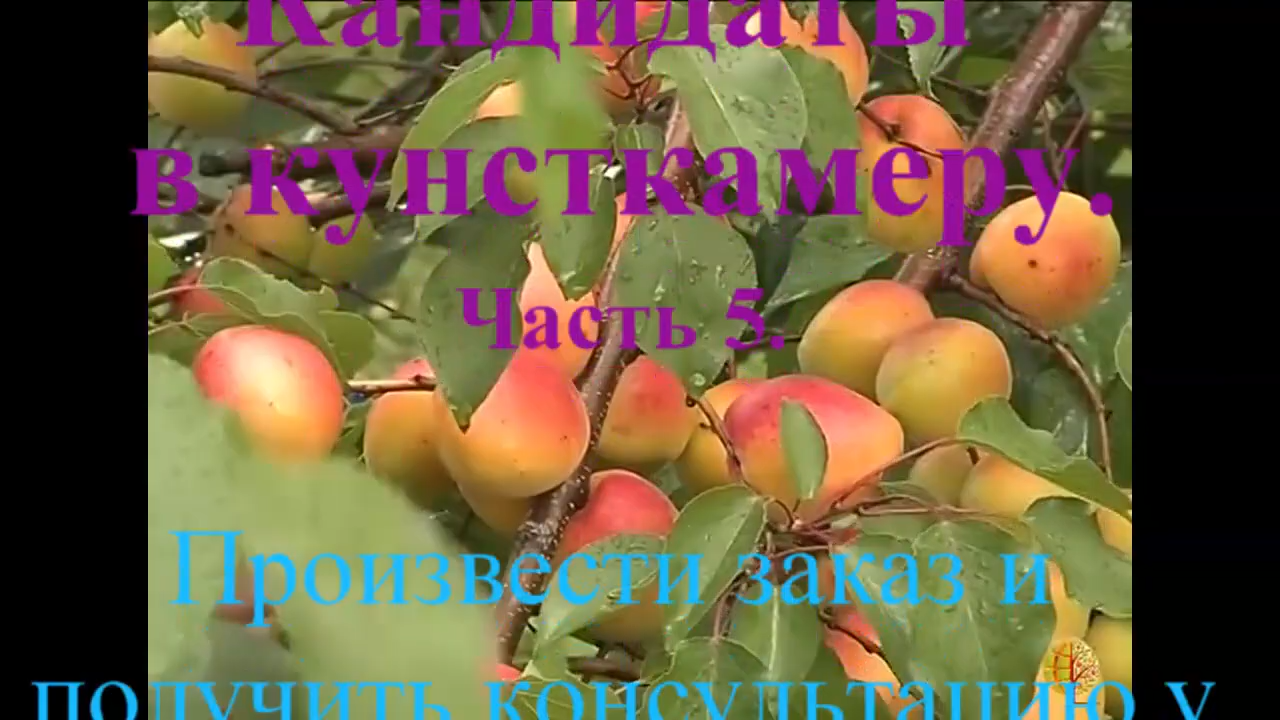 Кандидаты
в кунсткамеру.
Часть 5.
Произвести заказ и
получить консультацию у